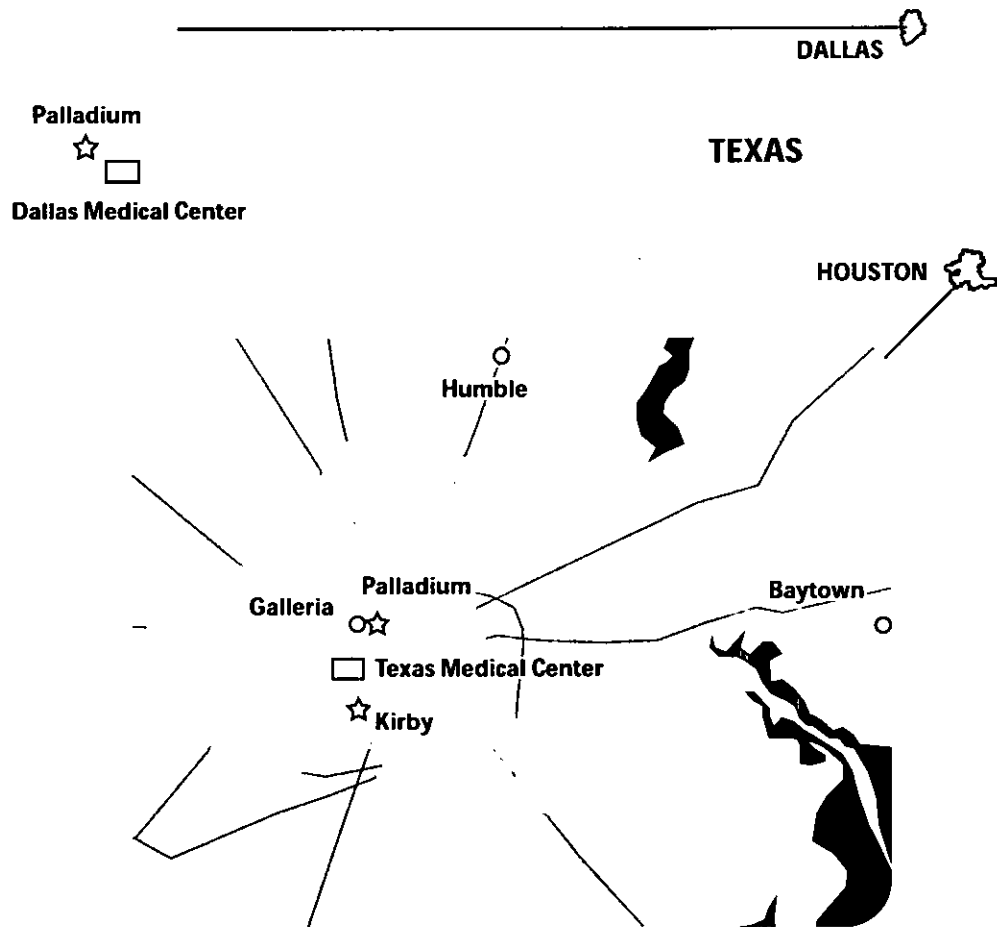 DALLAS
Palladium
TEXAS
Dallas Medical Center
HOUSTON
Humble
Palladium
Baytown
Galleria
Texas Medical Center
Kirby